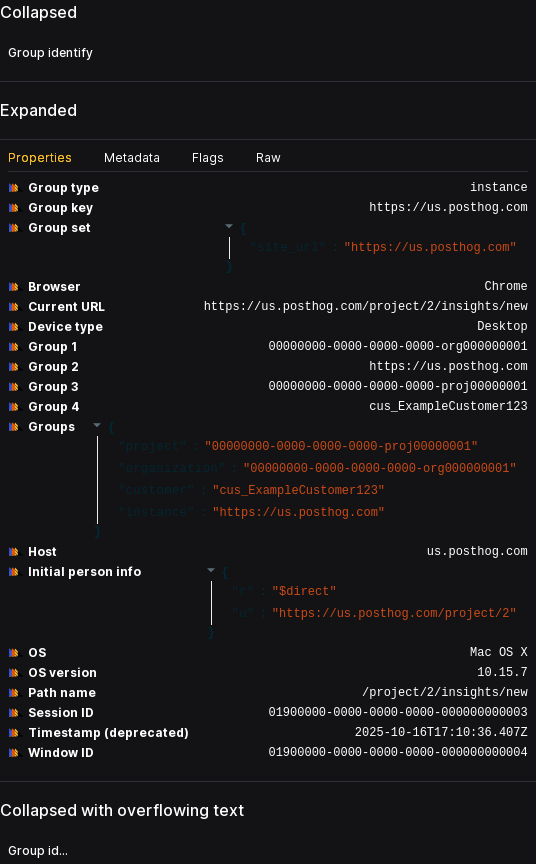 Collapsed
Group identify
Expanded
Properties Metadata Flags Raw
Group type instance
Group key https://us.posthog.com
Group set {
"site_url" : "https://us.posthog.com"
}
Browser Chrome
Current URL https://us.posthog.com/project/2/insights/new
Device type Desktop
Group 1 00000000-0000-0000-0000-org000000001
Group 2 https://us.posthog.com
Group 3 00000000-0000-0000-0000-proj00000001
Group 4 cus_ExampleCustomer123
Groups {
"project" : "00000000-0000-0000-0000-proj00000001"
"organization" : "00000000-0000-0000-0000-org000000001"
"customer" : "cus_ExampleCustomer123"
"instance" : "https://us.posthog.com"
}
Host us.posthog.com
Initial person info {
"r" : "$direct"
"u" : "https://us.posthog.com/project/2"
}
OS Mac OS X
OS version 10.15.7
Path name /project/2/insights/new
Session ID 01900000-0000-0000-0000-000000000003
Timestamp (deprecated) 2025-10-16T17:10:36.407Z
Window ID 01900000-0000-0000-0000-000000000004
Collapsed with overflowing text
Group id...